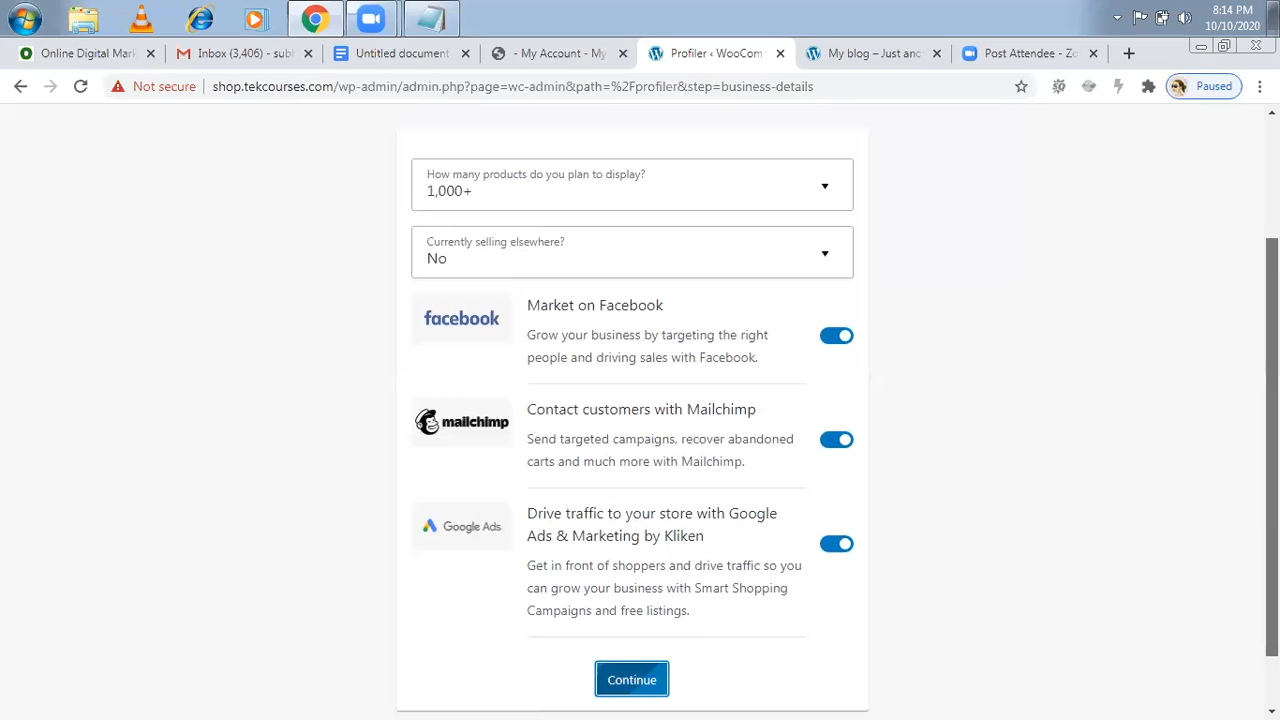 8:14 PM
10/10/2020
Online Digital Mark
Inbox (3,405) - subh
Untitled document
- My Account - My
Profiler ‹ WooCom
My blog – Just ano
Post Attendee - Zo
Not secure
shop.tekcourses.com/wp-admin/admin.php?page=wc-admin&path=%2Fprofiler&step=business-details
Paused
How many products do you plan to display?
1,000+
Currently selling elsewhere?
No
facebook
Market on Facebook
Grow your business by targeting the right
people and driving sales with Facebook.
mailchimp
Contact customers with Mailchimp
Send targeted campaigns, recover abandoned
carts and much more with Mailchimp.
Google Ads
Drive traffic to your store with Google
Ads & Marketing by Kliken
Get in front of shoppers and drive traffic so you
can grow your business with Smart Shopping
Campaigns and free listings.
Continue